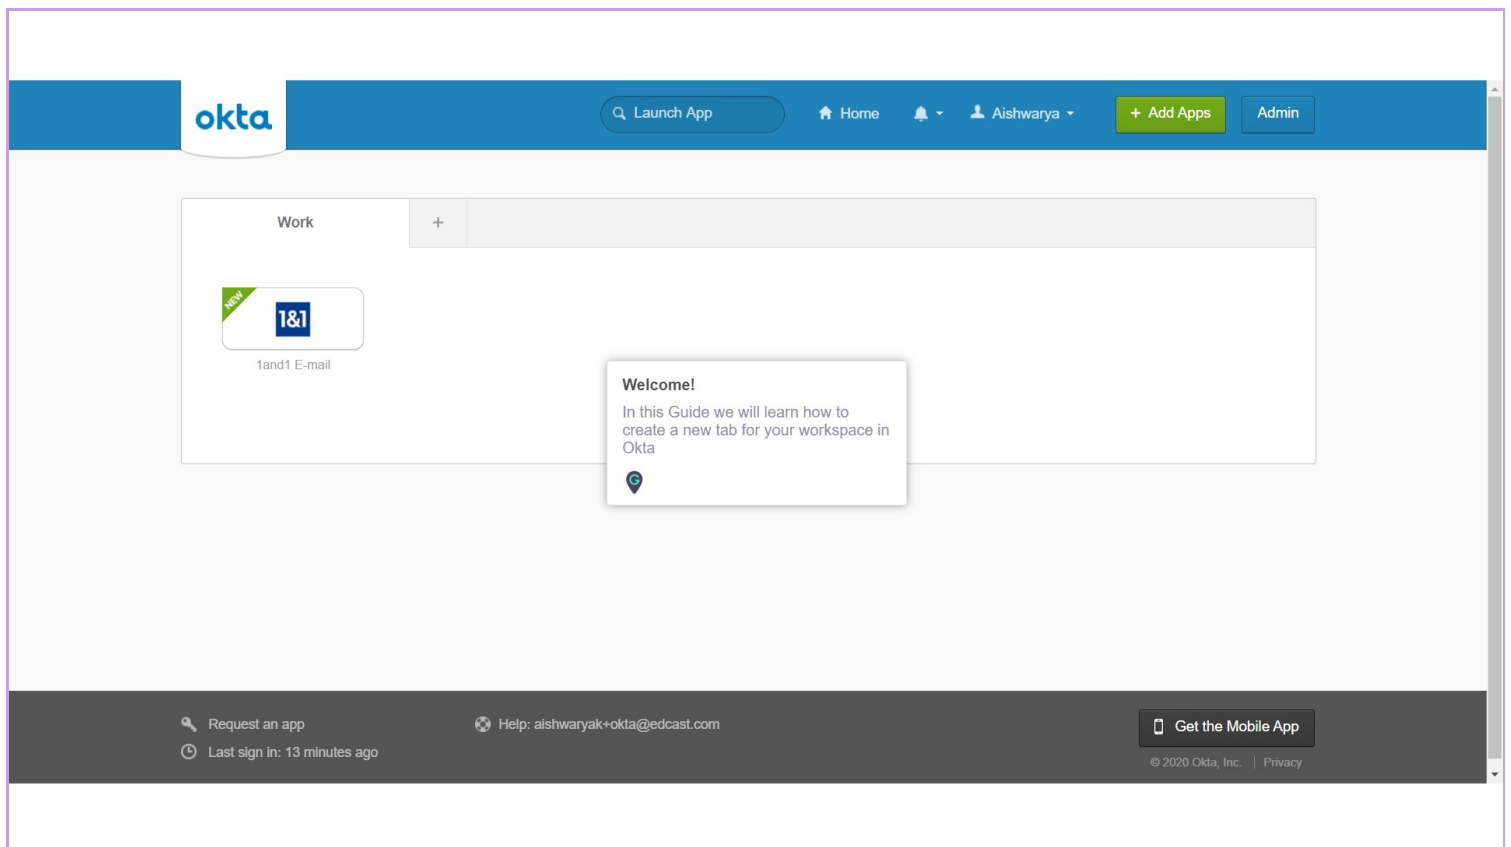 okta
Launch App
Home
Aishwarya
+ Add Apps
Admin
Work
+
NEW
1&1
1and1 E-mail
Welcome!
In this Guide we will learn how to
create a new tab for your workspace in
Okta
G
Request an app
Help: aishwaryak+okta@edcast.com
Get the Mobile App
Last sign in: 13 minutes ago
© 2020 Okta, Inc. | Privacy